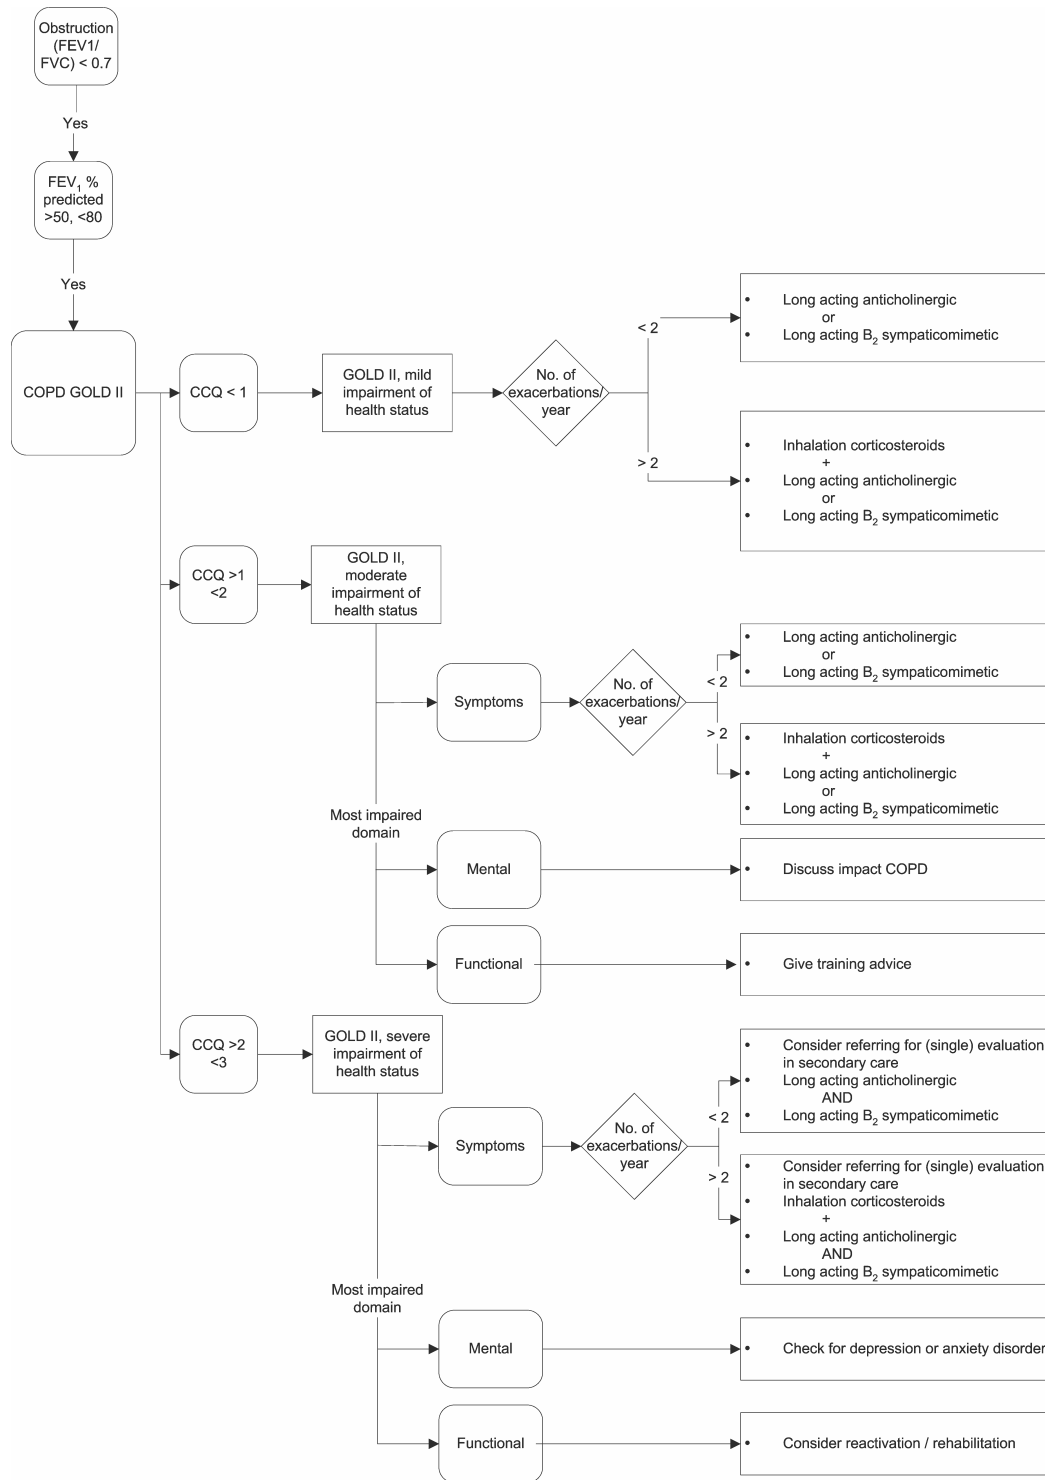 Obstruction
(FEV1/
FVC) < 0.7
Yes
FEV₁ %
predicted
>50, <80
Yes
COPD GOLD II
CCQ < 1
GOLD II, mild
impairment of
health status
No. of
exacerbations/
year
< 2
• Long acting anticholinergic
or
• Long acting B₂ sympaticomimetic
> 2
• Inhalation corticosteroids
+
• Long acting anticholinergic
or
• Long acting B₂ sympaticomimetic
CCQ >1
<2
GOLD II,
moderate
impairment of
health status
Most impaired
domain
Symptoms
No. of
exacerbations/
year
< 2
• Long acting anticholinergic
or
• Long acting B₂ sympaticomimetic
> 2
• Inhalation corticosteroids
+
• Long acting anticholinergic
or
• Long acting B₂ sympaticomimetic
Mental
• Discuss impact COPD
Functional
• Give training advice
CCQ >2
<3
GOLD II, severe
impairment of
health status
Most impaired
domain
Symptoms
No. of
exacerbations/
year
< 2
• Consider referring for (single) evaluation
in secondary care
• Long acting anticholinergic
AND
• Long acting B₂ sympaticomimetic
> 2
• Consider referring for (single) evaluation
in secondary care
• Inhalation corticosteroids
+
• Long acting anticholinergic
AND
• Long acting B₂ sympaticomimetic
Mental
• Check for depression or anxiety disorder
Functional
• Consider reactivation / rehabilitation